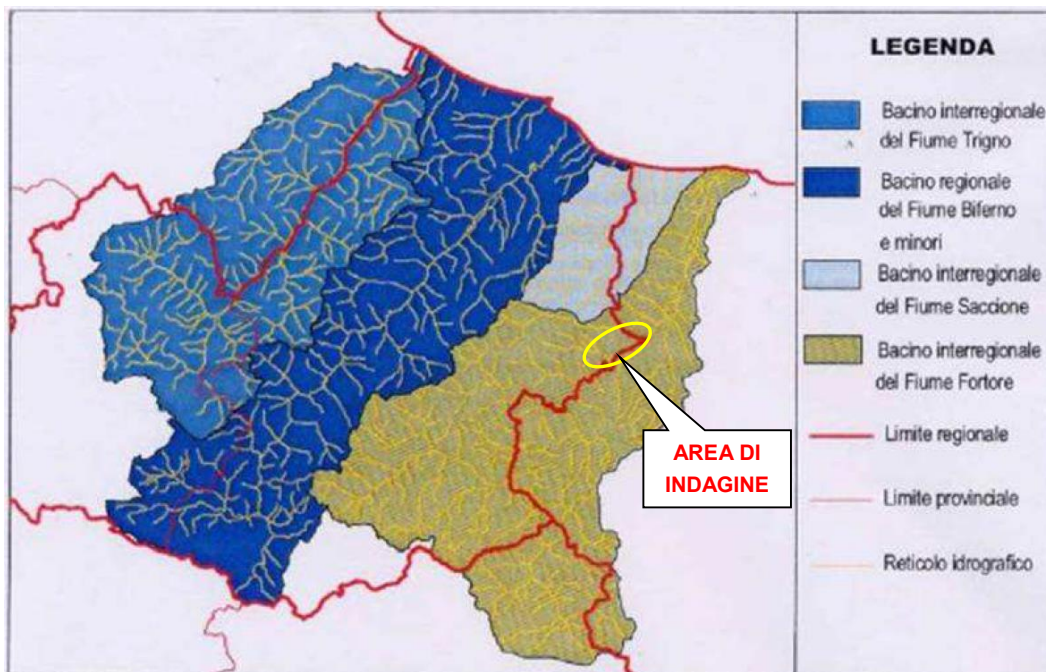 LEGENDA
Bacino interregionale
del Fiume Trigno
Bacino regionale
del Fiume Biferno
e minori
Bacino interregionale
del Fiume Saccione
Bacino interregionale
del Fiume Fortore
Limite regionale
Limite provinciale
Reticolo idrografico
AREA DI
INDAGINE